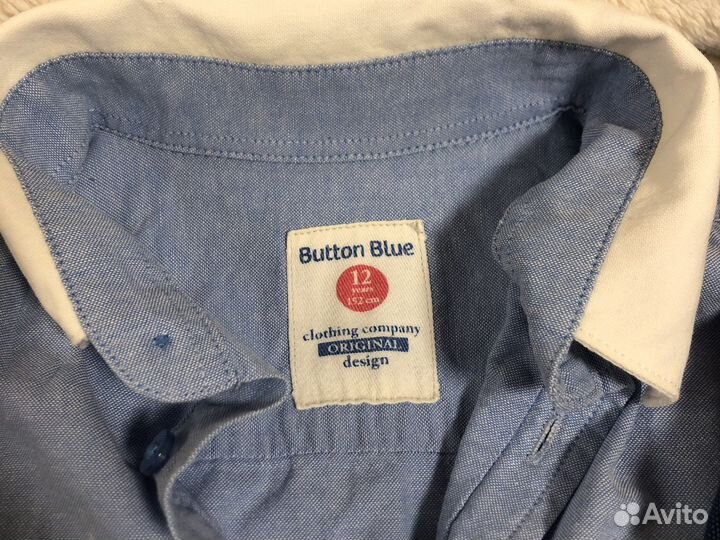 Button Blue
12
years
152 cm
clothing company
ORIGINAL
design
Avito